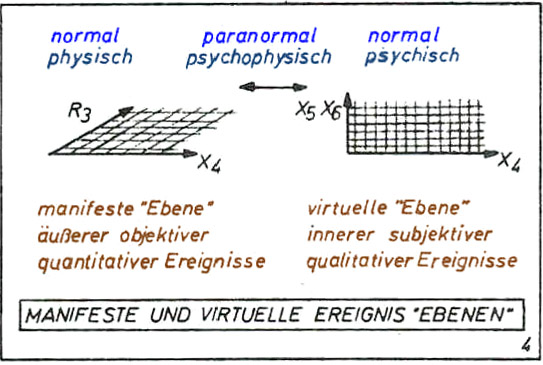 normal paranormal normal
physisch psychophysisch psychisch
R3 X5 X6
X4 X4
manifeste "Ebene" virtuelle "Ebene"
äußerer objektiver innerer subjektiver
quantitativer Ereignisse qualitativer Ereignisse
MANIFESTE UND VIRTUELLE EREIGNIS "EBENEN"
4